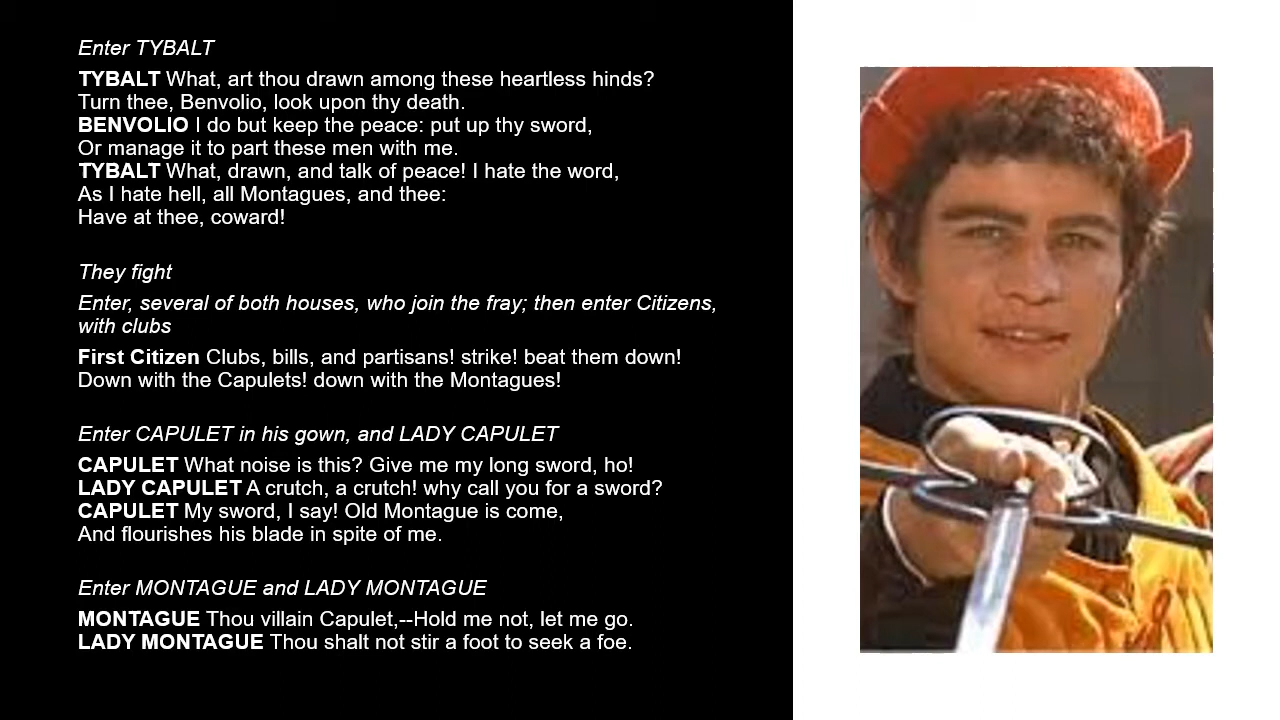 Enter TYBALT
TYBALT What, art thou drawn among these heartless hinds?
Turn thee, Benvolio, look upon thy death.
BENVOLIO I do but keep the peace: put up thy sword,
Or manage it to part these men with me.
TYBALT What, drawn, and talk of peace! I hate the word,
As I hate hell, all Montagues, and thee:
Have at thee, coward!
They fight
Enter, several of both houses, who join the fray; then enter Citizens,
with clubs
First Citizen Clubs, bills, and partisans! strike! beat them down!
Down with the Capulets! down with the Montagues!
Enter CAPULET in his gown, and LADY CAPULET
CAPULET What noise is this? Give me my long sword, ho!
LADY CAPULET A crutch, a crutch! why call you for a sword?
CAPULET My sword, I say! Old Montague is come,
And flourishes his blade in spite of me.
Enter MONTAGUE and LADY MONTAGUE
MONTAGUE Thou villain Capulet,--Hold me not, let me go.
LADY MONTAGUE Thou shalt not stir a foot to seek a foe.